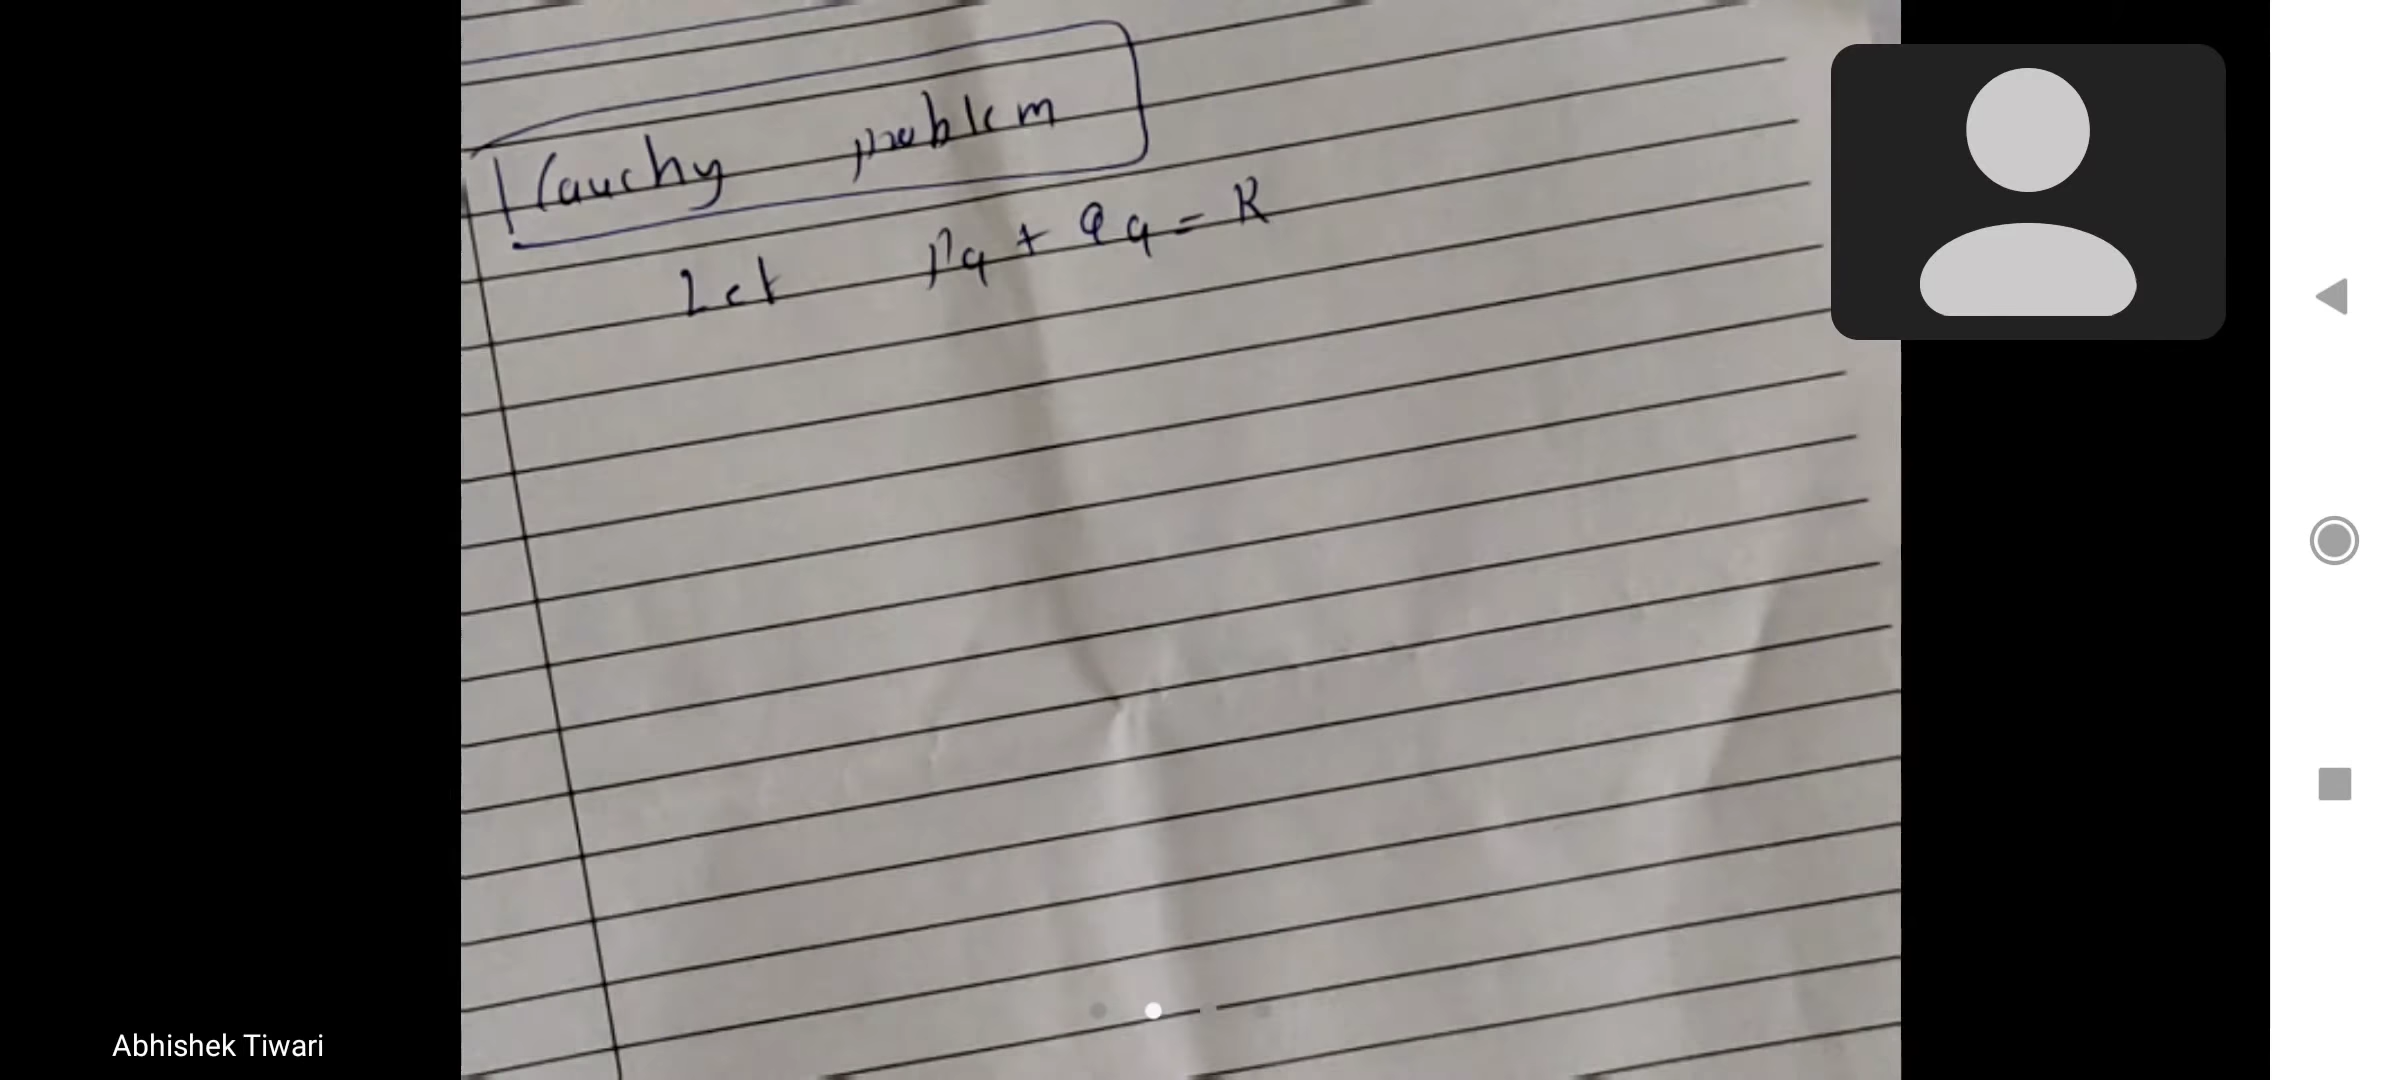 Cauchy problem
Let Pq + Qq = R
Abhishek Tiwari